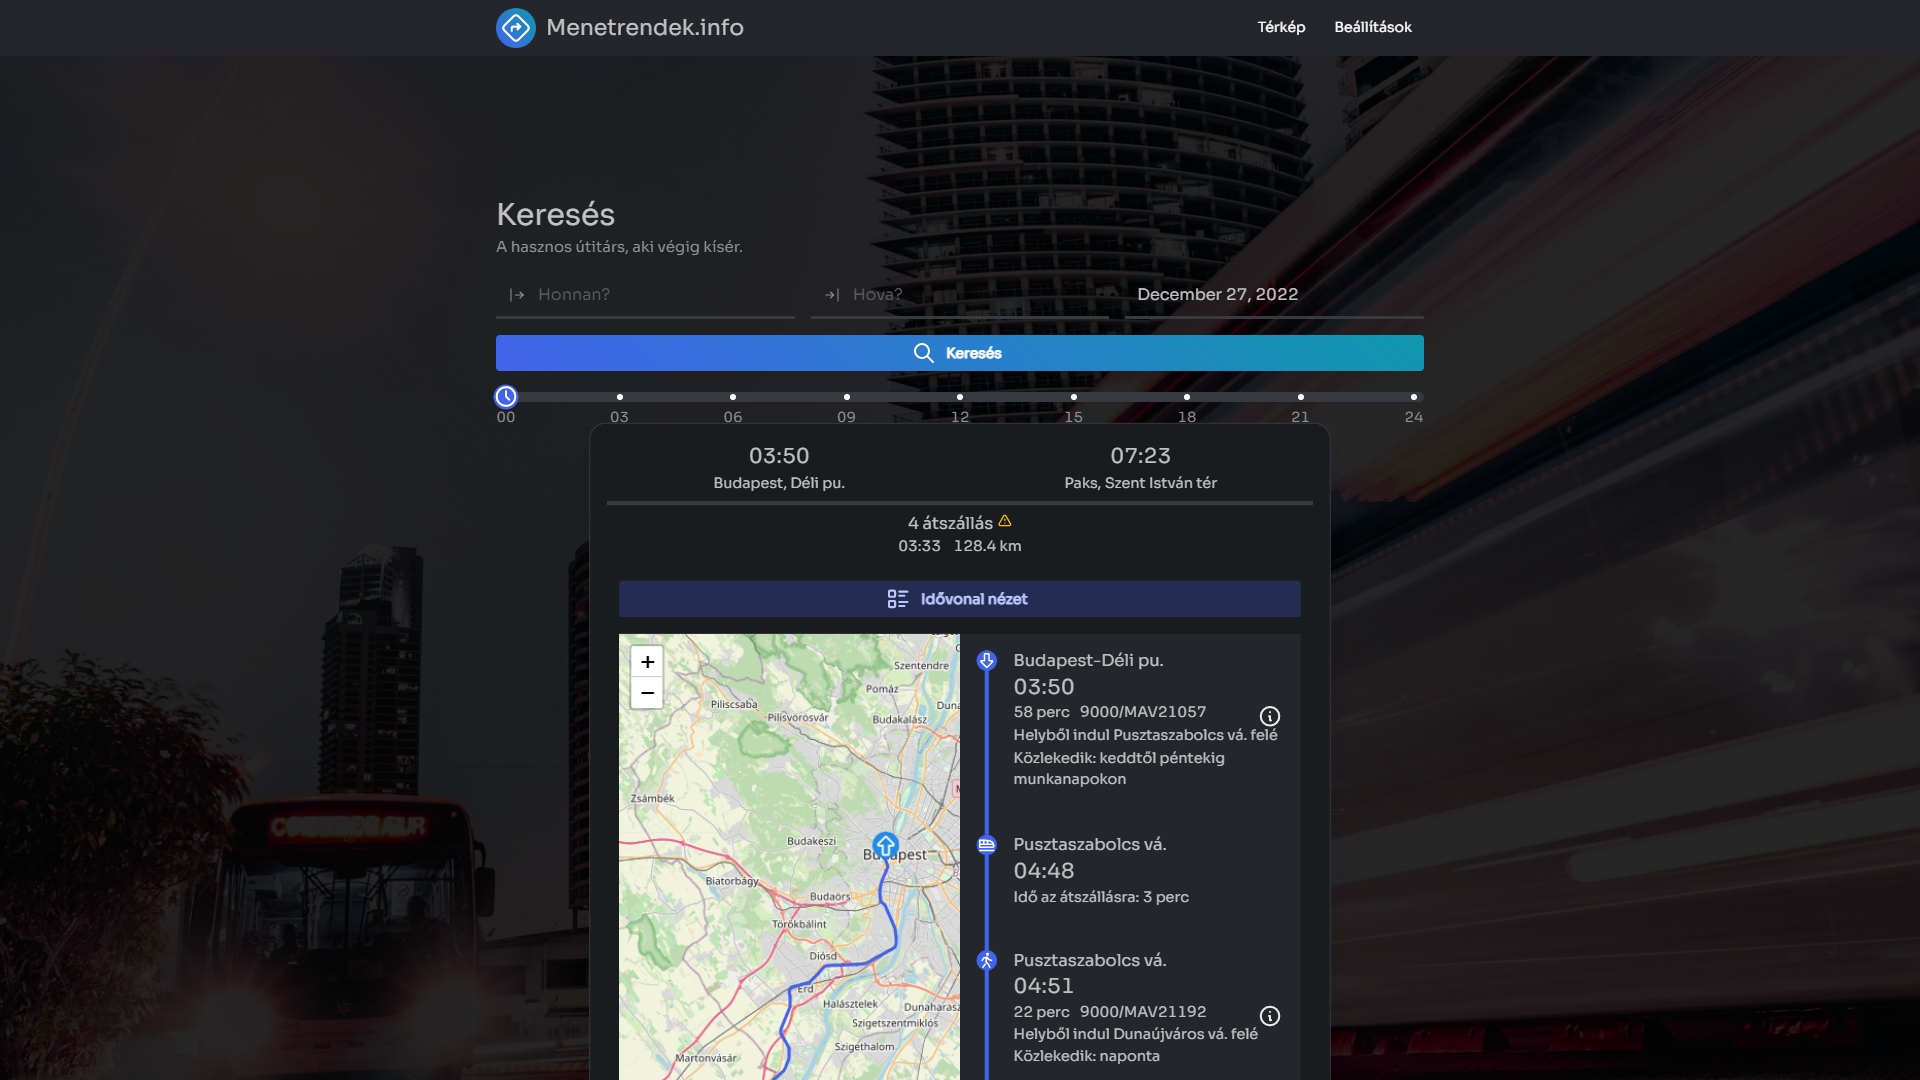 Menetrendek.info
Térkép
Beállítások
Keresés
A hasznos útitárs, aki végig kísér.
Honnan?
Hova?
December 27, 2022
Keresés
00 03 06 09 12 15 18 21 24
03:50
Budapest, Déli pu.
07:23
Paks, Szent István tér
4 átszállás
03:33 128.4 km
Idővonal nézet
+
−
Szentendre
Pomáz
Piliscsaba
Pilisvörösvár
Budakalász
Zsámbék
Budakeszi
Budapest
Biatorbágy
Budaörs
Törökbálint
Diósd
Érd
Halásztelek
Dunaharasz
Szigetszentmiklós
Szigethalom
Martonvásár
Budapest-Déli pu.
03:50
58 perc 9000/MAV21057
Helyből indul Pusztaszabolcs vá. felé
Közlekedik: keddtől péntekig
munkanapokon
Pusztaszabolcs vá.
04:48
Idő az átszállásra: 3 perc
Pusztaszabolcs vá.
04:51
22 perc 9000/MAV21192
Helyből indul Dunaújváros vá. felé
Közlekedik: naponta